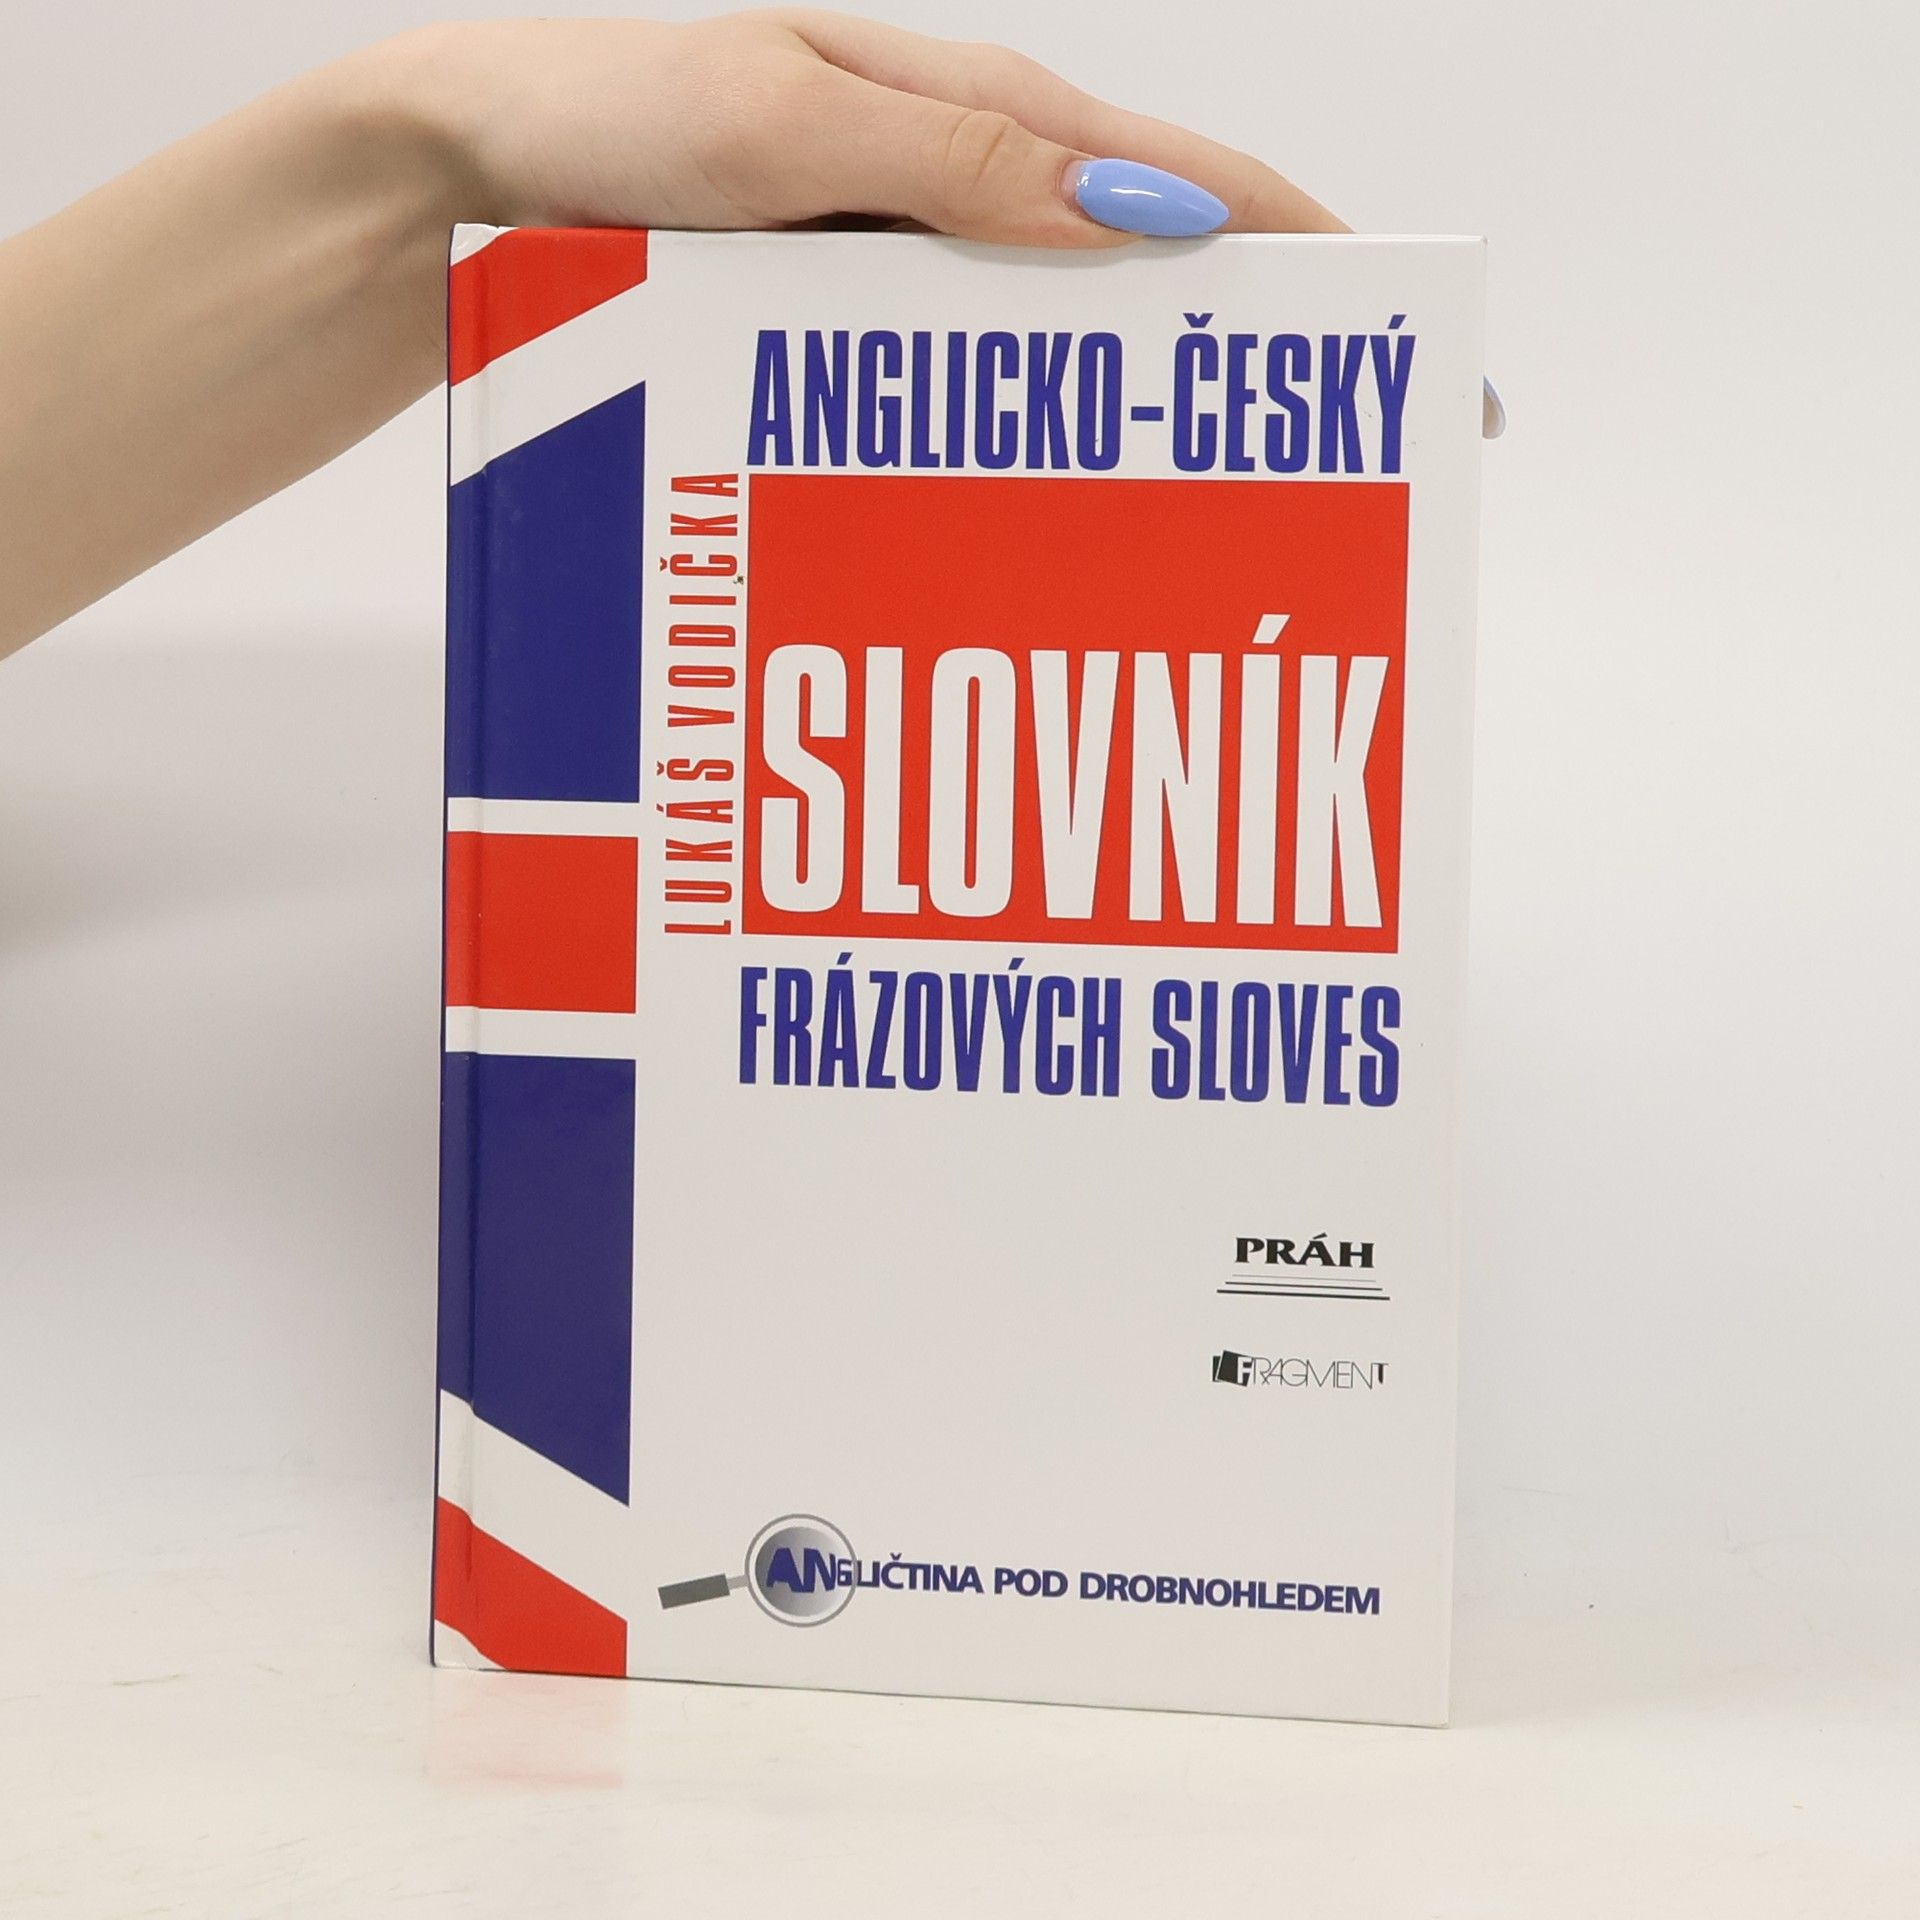 ANGLICKO-ČESKÝ
LUKÁŠ VODIČKA
SLOVNÍK
FRÁZOVÝCH SLOVES
PRÁH
FRAGMENT
ANGLIČTINA POD DROBNOHLEDEM